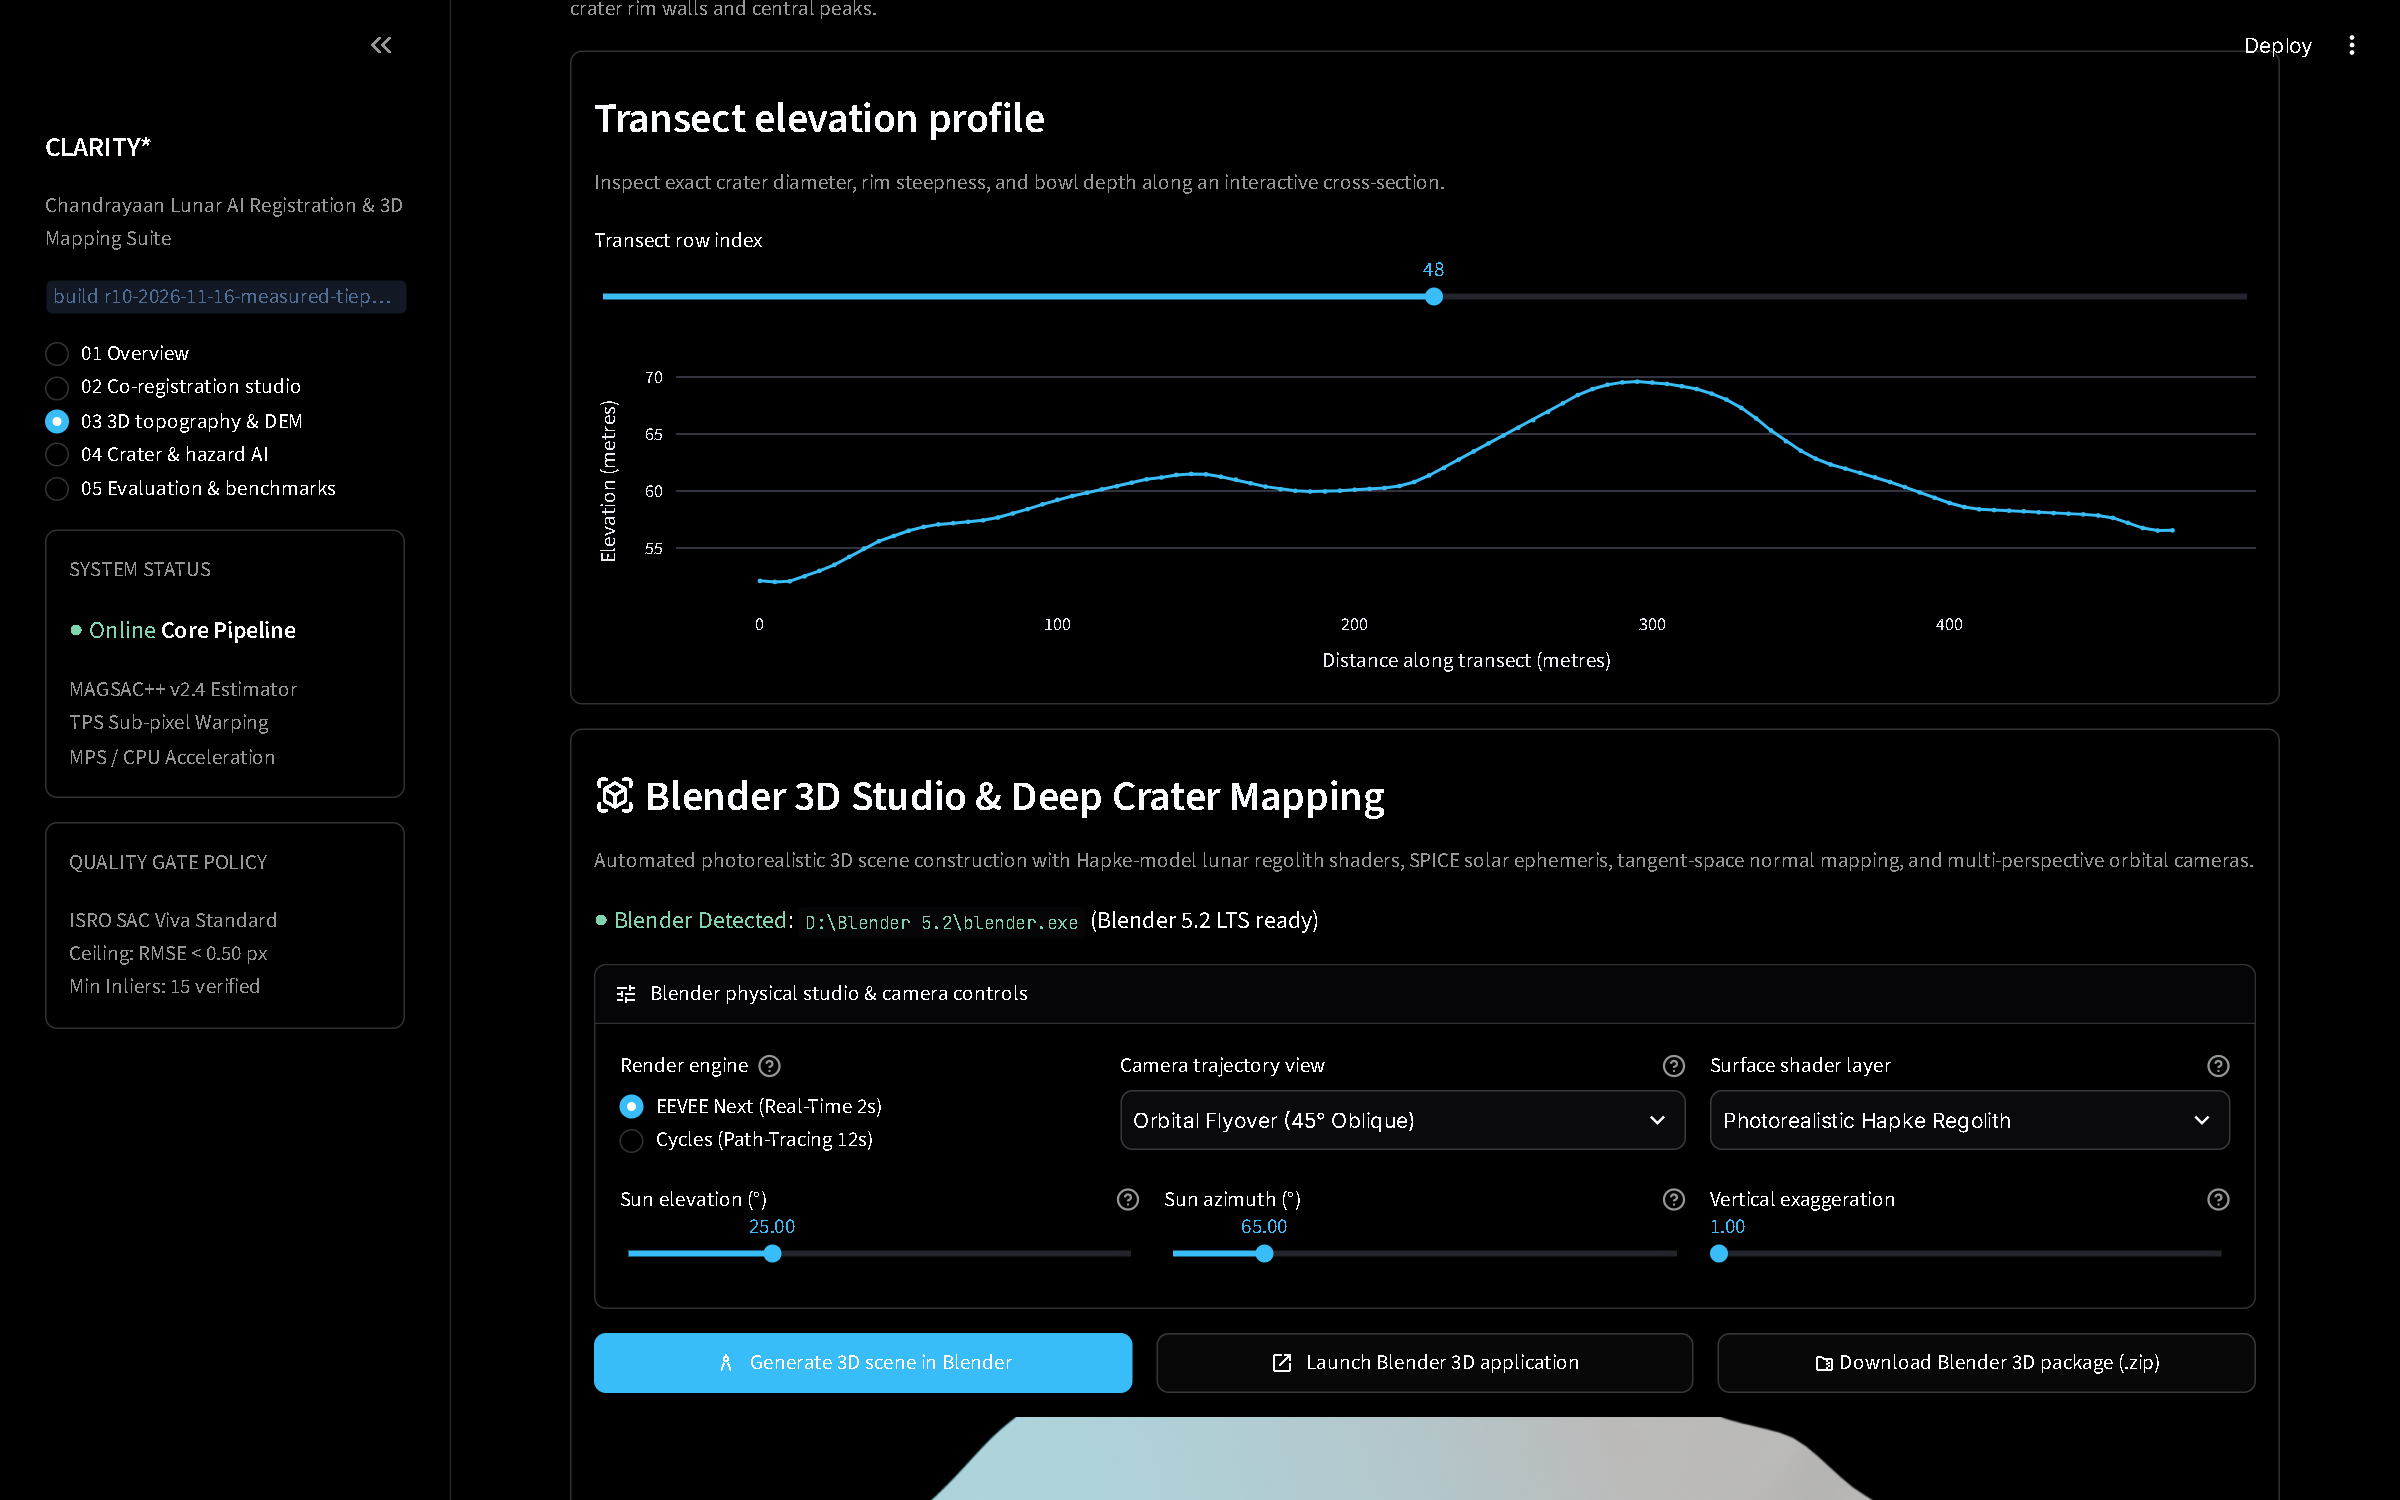 CLARITY*
Chandrayaan Lunar AI Registration & 3D
Mapping Suite
build r10-2026-11-16-measured-tiep...
01 Overview
02 Co-registration studio
03 3D topography & DEM
04 Crater & hazard AI
05 Evaluation & benchmarks
SYSTEM STATUS
Online Core Pipeline
MAGSAC++ v2.4 Estimator
TPS Sub-pixel Warping
MPS / CPU Acceleration
QUALITY GATE POLICY
ISRO SAC Viva Standard
Ceiling: RMSE < 0.50 px
Min Inliers: 15 verified
crater rim walls and central peaks.
Deploy
Transect elevation profile
Inspect exact crater diameter, rim steepness, and bowl depth along an interactive cross-section.
Transect row index
48
70
65
60
55
Elevation (metres)
0 100 200 300 400
Distance along transect (metres)
Blender 3D Studio & Deep Crater Mapping
Automated photorealistic 3D scene construction with Hapke-model lunar regolith shaders, SPICE solar ephemeris, tangent-space normal mapping, and multi-perspective orbital cameras.
Blender Detected: D:\Blender 5.2\blender.exe (Blender 5.2 LTS ready)
Blender physical studio & camera controls
Render engine
EEVEE Next (Real-Time 2s)
Cycles (Path-Tracing 12s)
Camera trajectory view
Orbital Flyover (45° Oblique)
Surface shader layer
Photorealistic Hapke Regolith
Sun elevation (°)
25.00
Sun azimuth (°)
65.00
Vertical exaggeration
1.00
Generate 3D scene in Blender
Launch Blender 3D application
Download Blender 3D package (.zip)